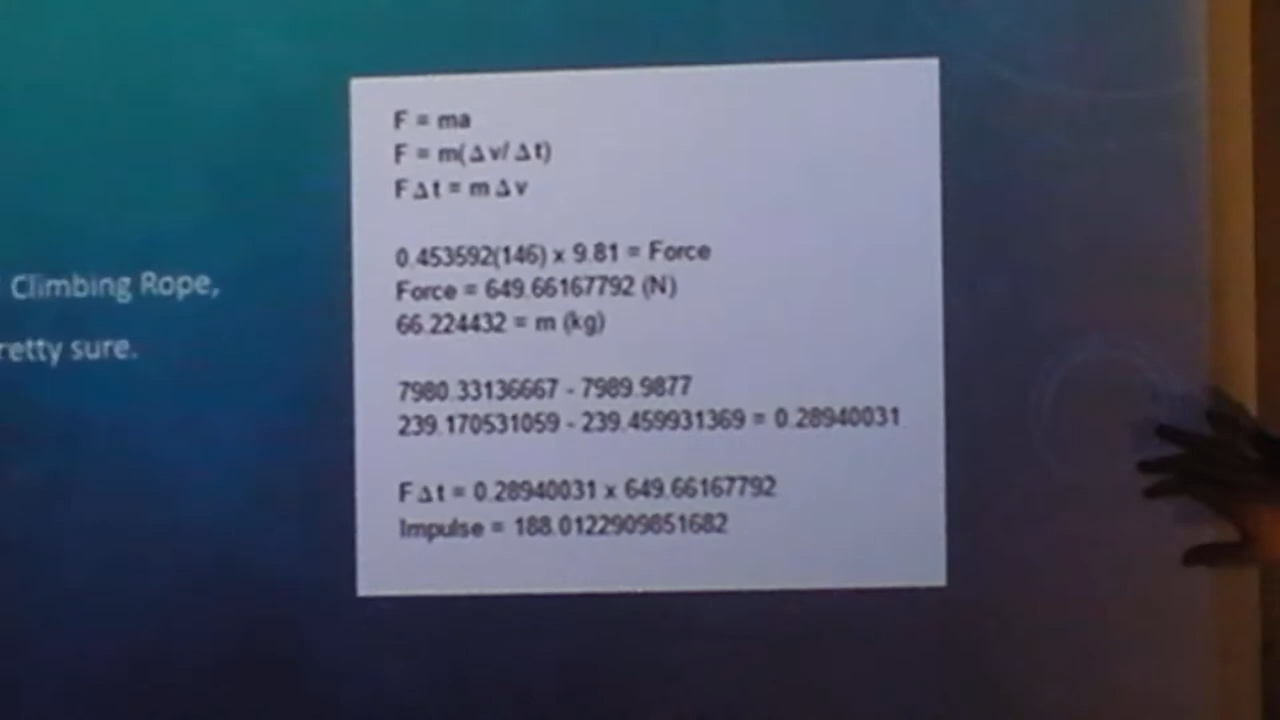 F = ma
F = m(Δv/Δt)
FΔt = mΔv
0.453592(146) x 9.81 = Force
Climbing Rope,
Force = 649.66167792 (N)
66.224432 = m (kg)
sure.
7980.33136667 - 7989.9877
239.170531059 - 239.459931369 = 0.28940031
FΔt = 0.28940031 x 649.66167792
Impulse = 188.0122909851682